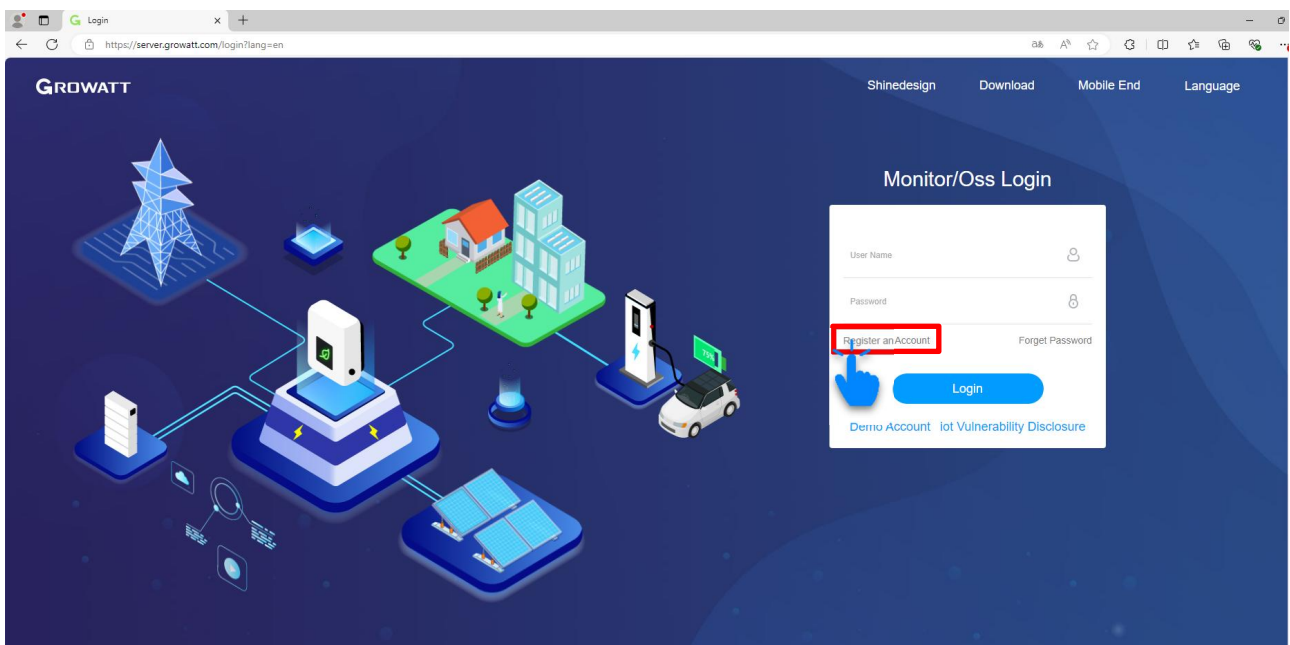 Login
https://server.growatt.com/login?lang=en
GROWATT
Shinedesign Download Mobile End Language
Monitor/Oss Login
User Name
Password
Register an Account Forget Password
Login
Demo Account iot Vulnerability Disclosure
75%